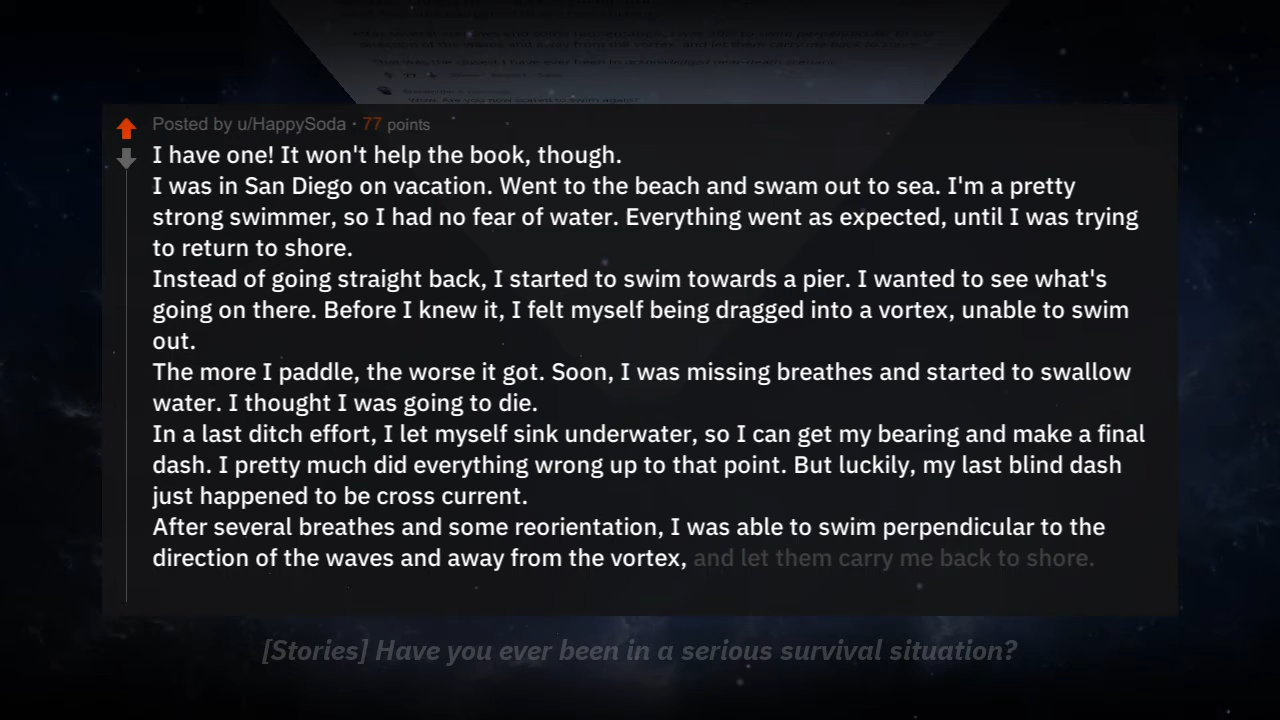 Posted by u/HappySoda · 77 points
I have one! It won't help the book, though.
I was in San Diego on vacation. Went to the beach and swam out to sea. I'm a pretty
strong swimmer, so I had no fear of water. Everything went as expected, until I was trying
to return to shore.
Instead of going straight back, I started to swim towards a pier. I wanted to see what's
going on there. Before I knew it, I felt myself being dragged into a vortex, unable to swim
out.
The more I paddle, the worse it got. Soon, I was missing breathes and started to swallow
water. I thought I was going to die.
In a last ditch effort, I let myself sink underwater, so I can get my bearing and make a final
dash. I pretty much did everything wrong up to that point. But luckily, my last blind dash
just happened to be cross current.
After several breathes and some reorientation, I was able to swim perpendicular to the
direction of the waves and away from the vortex, and let them carry me back to shore.
[Stories] Have you ever been in a serious survival situation?